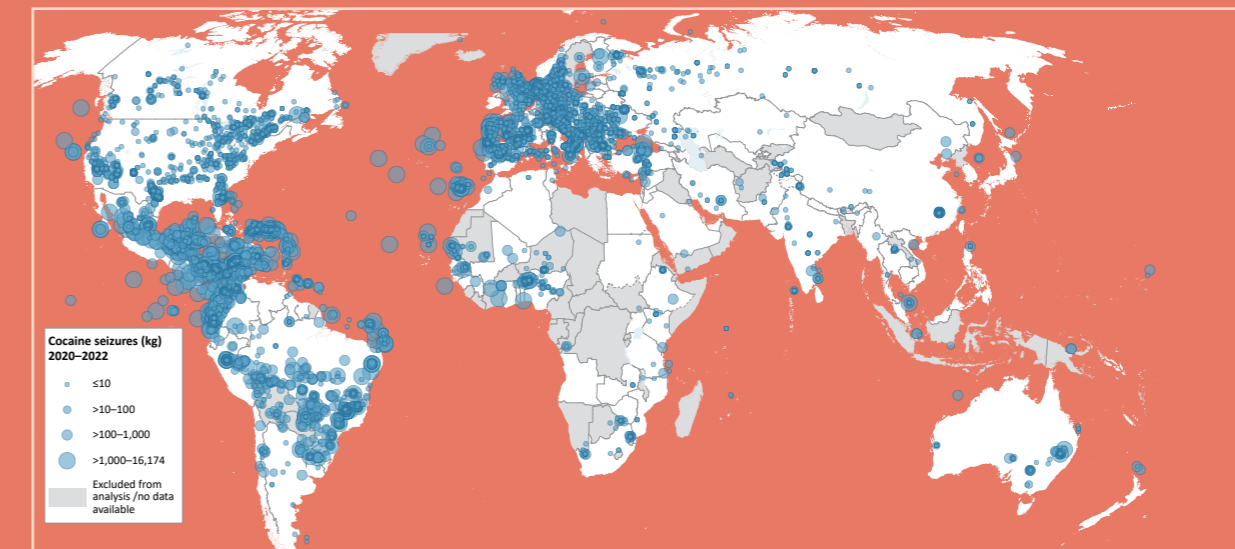 Cocaine seizures (kg)
2020–2022
≤10
>10–100
>100–1,000
>1,000–16,174
Excluded from
analysis /no data
available